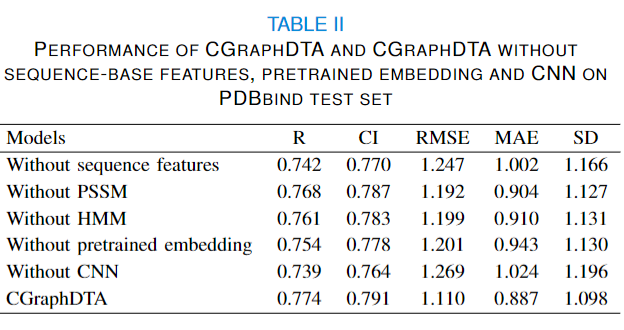 TABLE II
PERFORMANCE OF CGRAPHDTA AND CGRAPHDTA WITHOUT
SEQUENCE-BASE FEATURES, PRETRAINED EMBEDDING AND CNN ON
PDBBIND TEST SET
Models R CI RMSE MAE SD
Without sequence features 0.742 0.770 1.247 1.002 1.166
Without PSSM 0.768 0.787 1.192 0.904 1.127
Without HMM 0.761 0.783 1.199 0.910 1.131
Without pretrained embedding 0.754 0.778 1.201 0.943 1.130
Without CNN 0.739 0.764 1.269 1.024 1.196
CGraphDTA 0.774 0.791 1.110 0.887 1.098